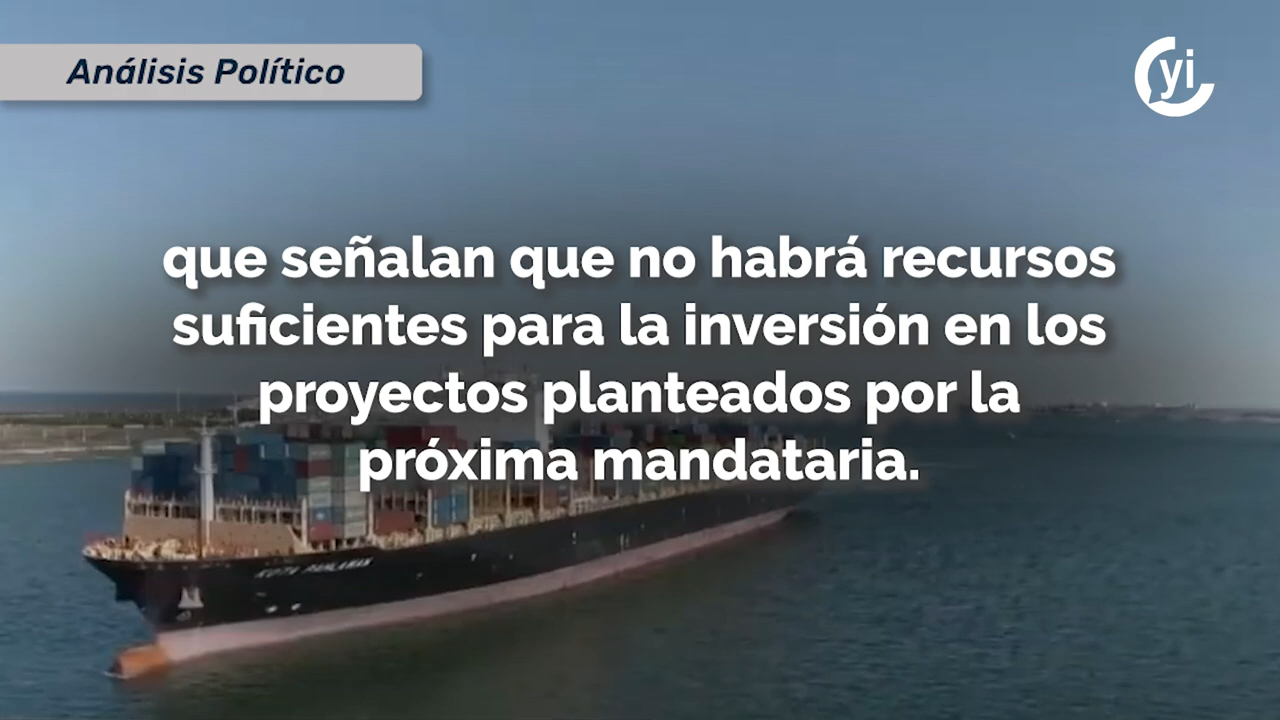 Análisis Político
yi
que señalan que no habrá recursos
suficientes para la inversión en los
proyectos planteados por la
próxima mandataria.